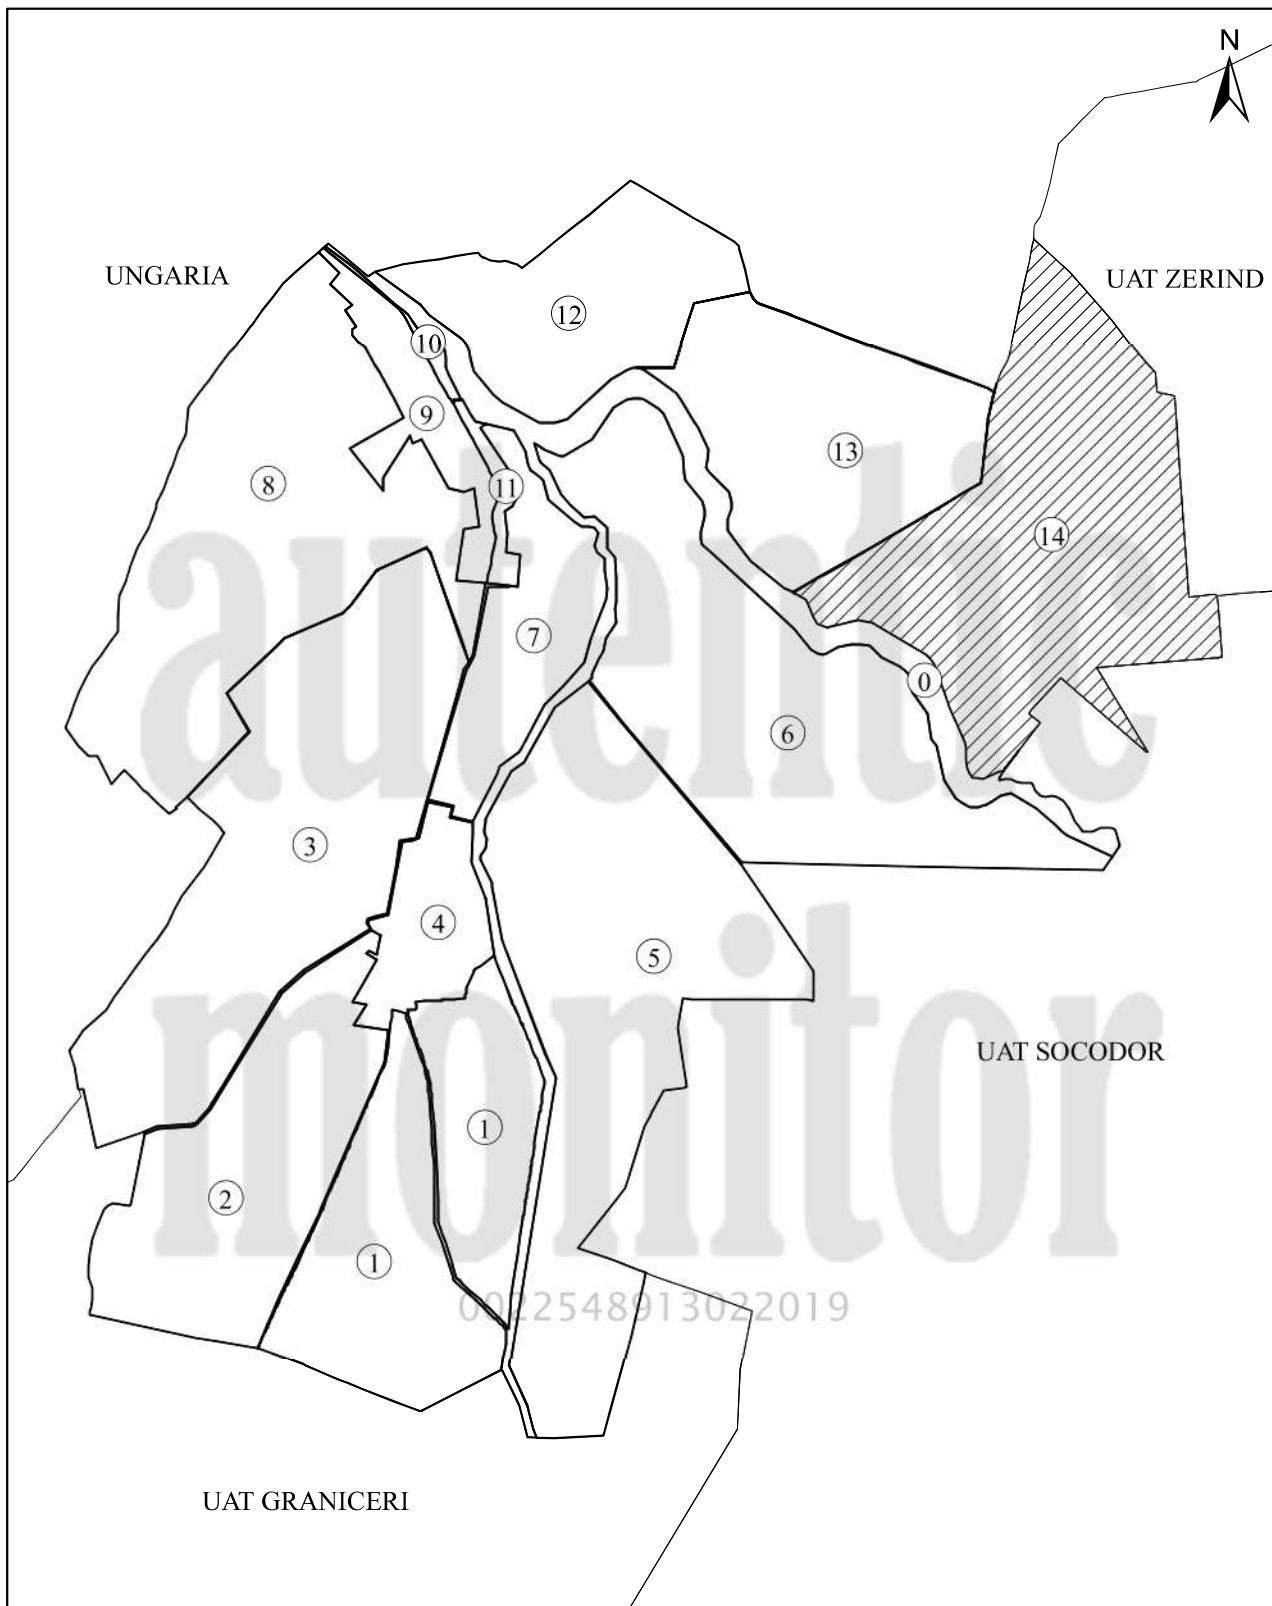 N
UNGARIA
UAT ZERIND
12
10
9
13
8
11
14
7
0
6
autentic
3
4
5
monitor
UAT SOCODOR
1
2
1
0022548913022019
UAT GRANICERI